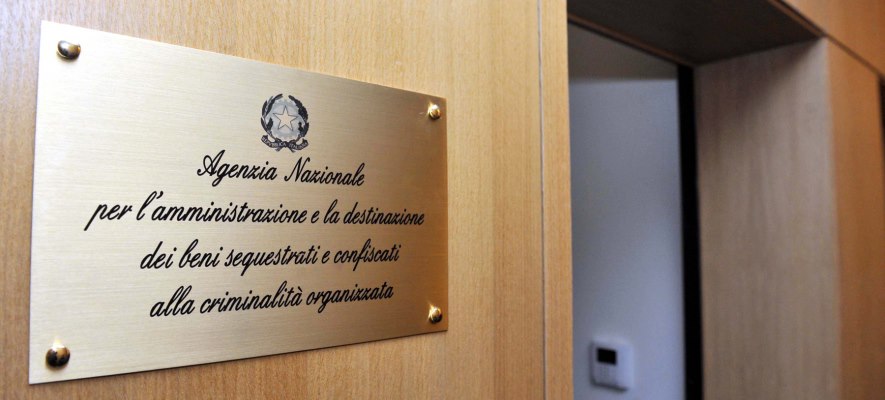 Agenzia Nazionale
per l'amministrazione e la destinazione
dei beni sequestrati e confiscati
alla criminalità organizzata